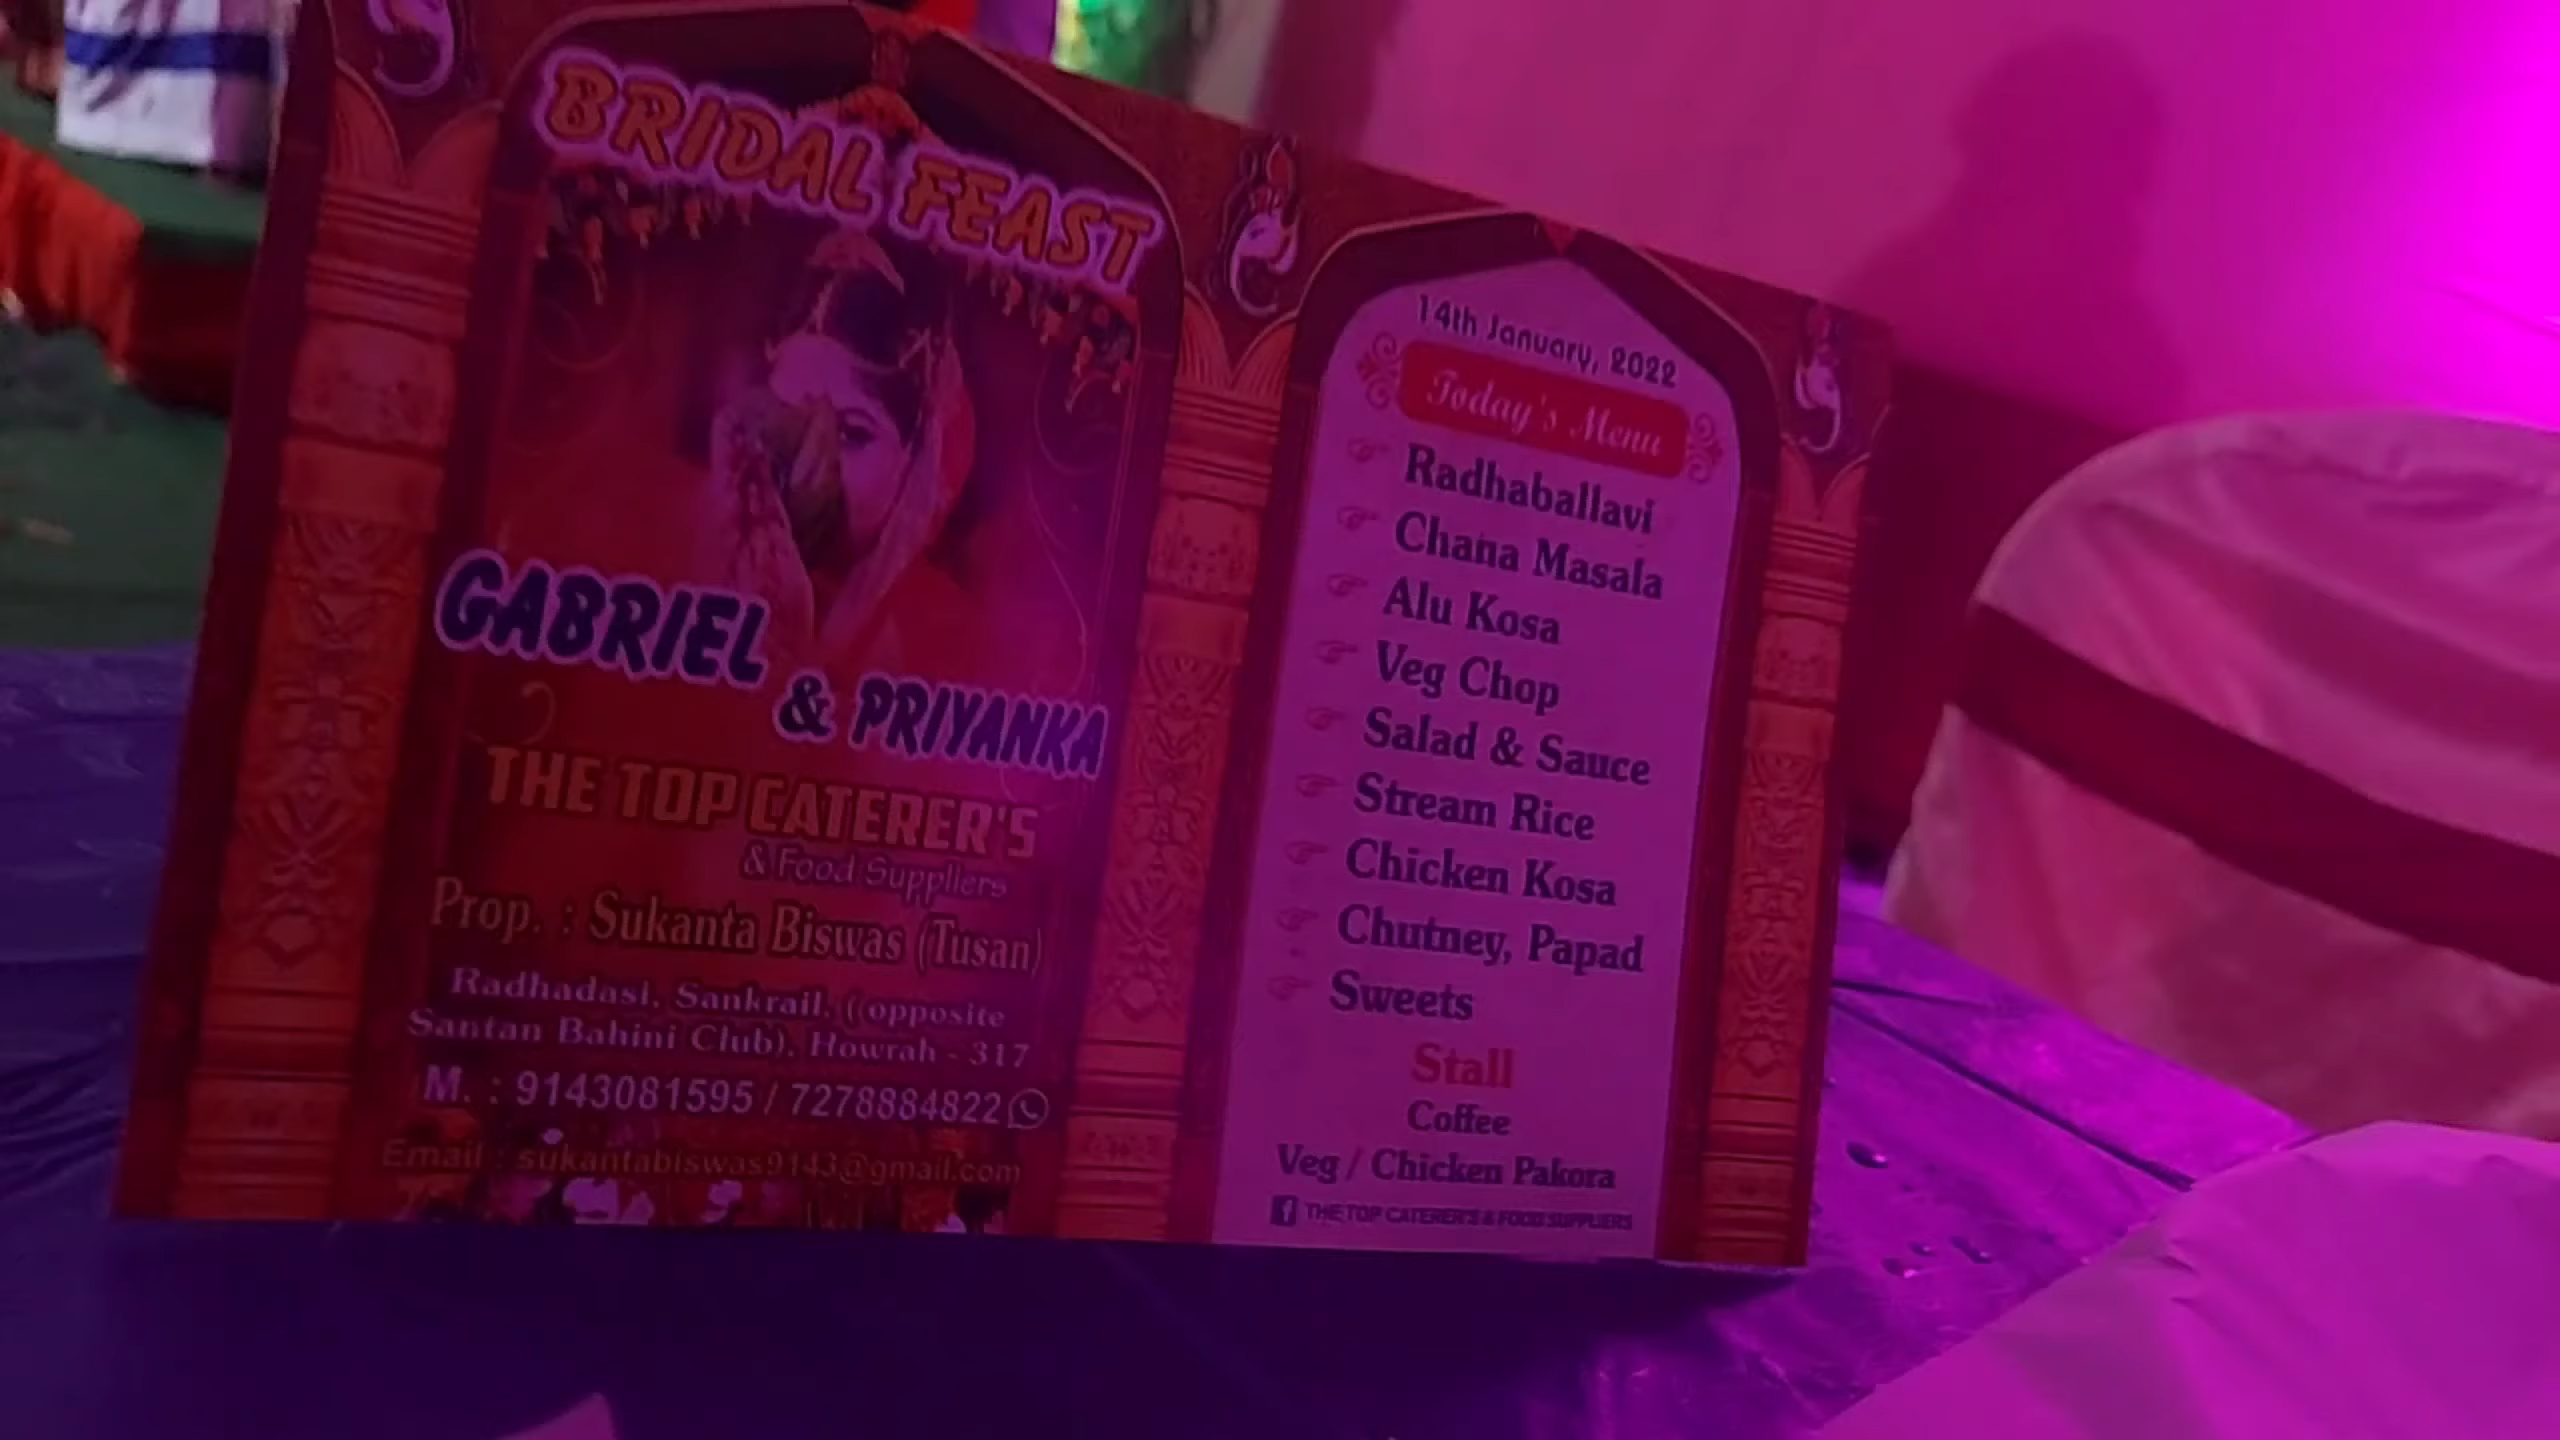 BRIDAL FEAST
GABRIEL
& PRIYANKA
THE TOP CATERER'S
& Food Suppliers
Prop. : Sukanta Biswas (Tusan)
Radhadasi, Sankrail, ((opposite
Santan Bahini Club), Howrah - 317
M. : 9143081595 / 7278884822
Email : sukantabiswas9143@gmail.com
14th January, 2022
Today's Menu
Radhaballavi
Chana Masala
Alu Kosa
Veg Chop
Salad & Sauce
Stream Rice
Chicken Kosa
Chutney, Papad
Sweets
Stall
Coffee
Veg / Chicken Pakora
THE TOP CATERER'S & FOOD SUPPLIERS